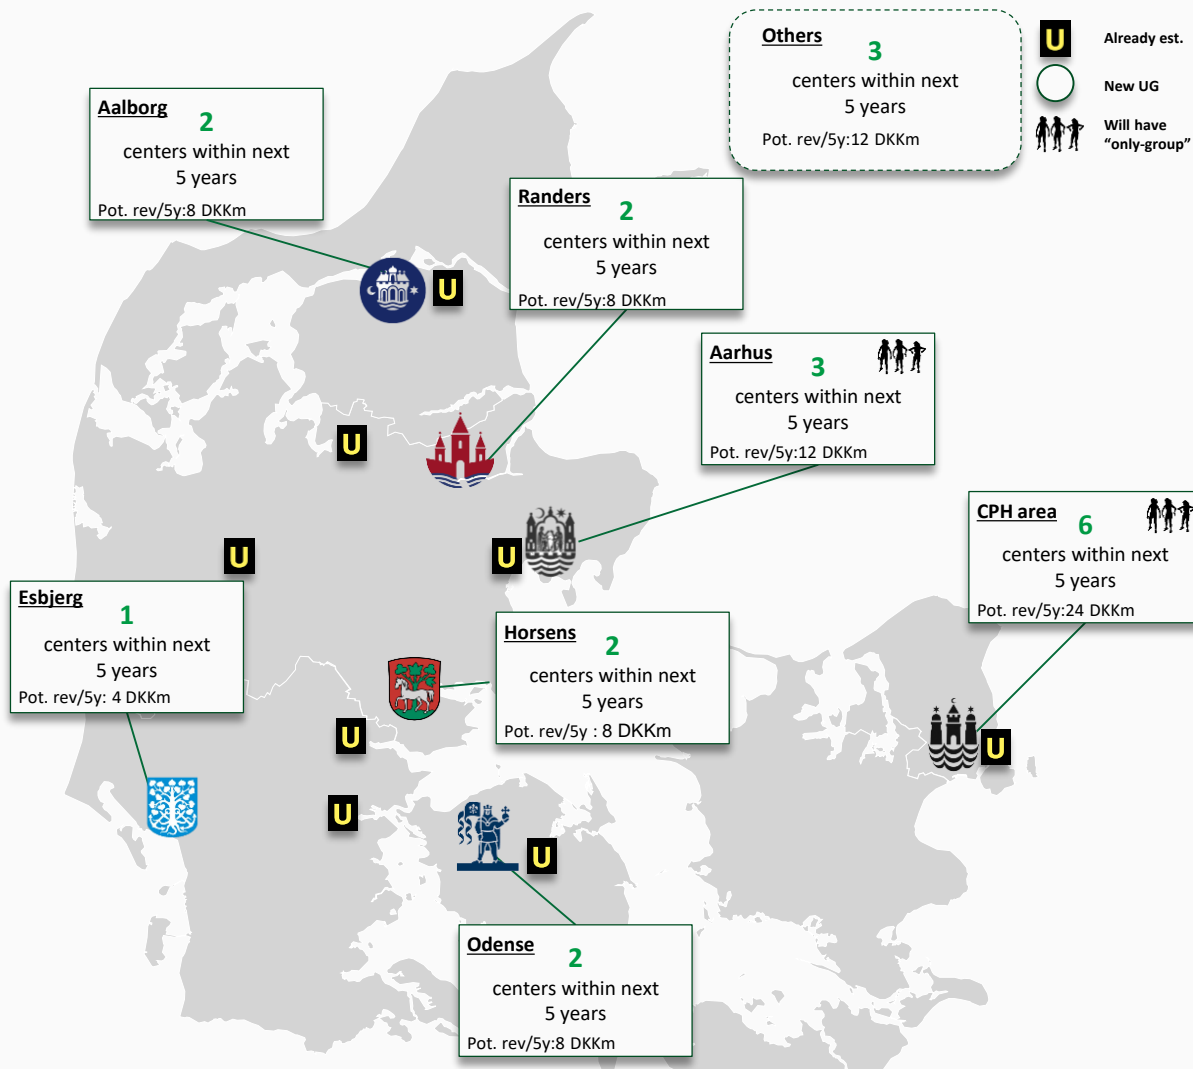 Others
3
centers within next
5 years
Pot. rev/5y:12 DKKm
U
Already est.
New UG
Will have
“only-group”
Aalborg
2
centers within next
5 years
Pot. rev/5y:8 DKKm
Randers
2
centers within next
5 years
Pot. rev/5y:8 DKKm
U
Aarhus
3
centers within next
5 years
Pot. rev/5y:12 DKKm
U
CPH area
6
centers within next
5 years
Pot. rev/5y:24 DKKm
U
U
Esbjerg
1
centers within next
5 years
Pot. rev/5y: 4 DKKm
Horsens
2
centers within next
5 years
Pot. rev/5y : 8 DKKm
U
U
U
U
Odense
2
centers within next
5 years
Pot. rev/5y:8 DKKm